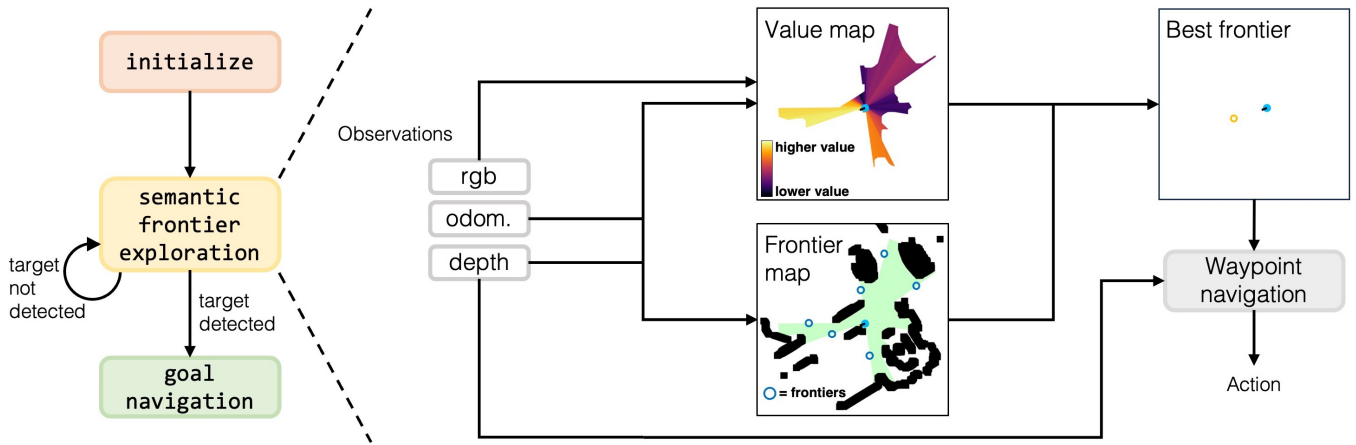 initialize
semantic
frontier
exploration
target
not
detected
target
detected
goal
navigation
Observations
rgb
odom.
depth
Value map
higher value
lower value
Frontier
map
= frontiers
Best frontier
Waypoint
navigation
Action